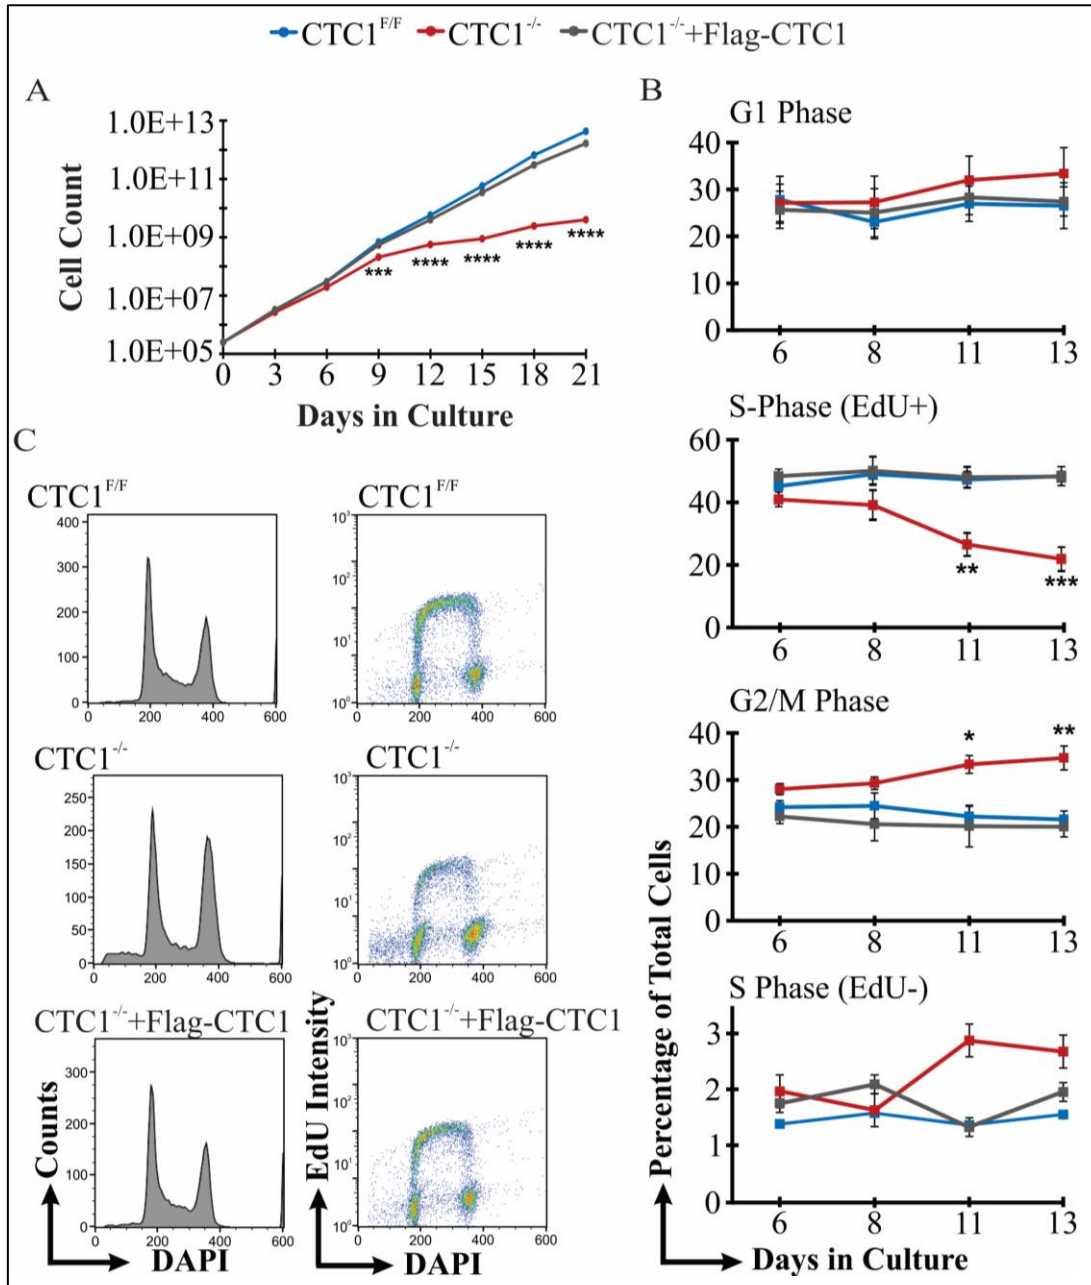 CTC1F/F CTC1-/- CTC1-/-+Flag-CTC1
A
1.0E+13
1.0E+11
1.0E+09
1.0E+07
1.0E+05
Cell Count
*** **** **** **** ****
0 3 6 9 12 15 18 21
Days in Culture
B
G1 Phase
40
30
20
10
0
6 8 11 13
S-Phase (EdU+)
60
40
20
0
** ***
6 8 11 13
G2/M Phase
40
30
20
10
0
* **
6 8 11 13
S Phase (EdU-)
3
2
1
0
6 8 11 13
Percentage of Total Cells
Days in Culture
C
CTC1F/F
400
300
200
100
0
0 200 400 600
CTC1F/F
10³
10²
10¹
10⁰
0 200 400 600
CTC1-/-
250
200
150
100
50
0
0 200 400 600
CTC1-/-
10³
10²
10¹
10⁰
0 200 400 600
CTC1-/-+Flag-CTC1
300
200
100
0
0 200 400 600
Counts
DAPI
CTC1-/-+Flag-CTC1
10³
10²
10¹
10⁰
0 200 400 600
EdU Intensity
DAPI